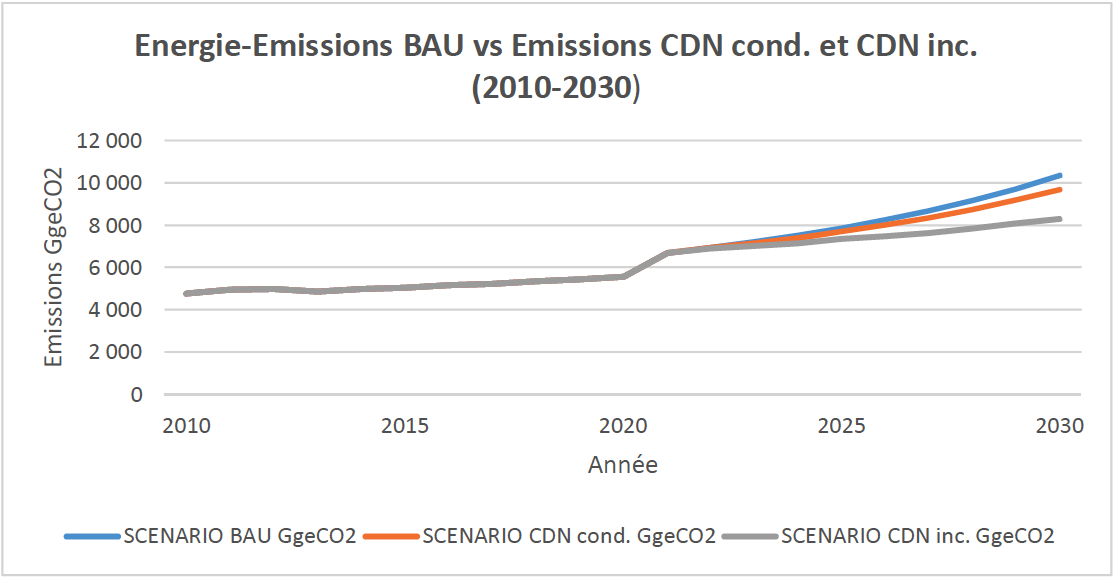 Energie-Emissions BAU vs Emissions CDN cond. et CDN inc.
(2010-2030)
Emissions GgeCO2
12 000
10 000
8 000
6 000
4 000
2 000
0
2010 2015 2020 2025 2030
Année
SCENARIO BAU GgeCO2 SCENARIO CDN cond. GgeCO2 SCENARIO CDN inc. GgeCO2